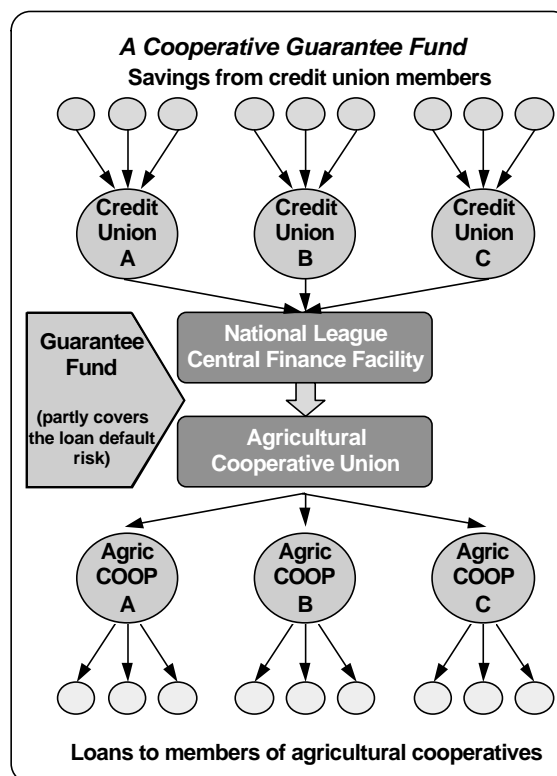 A Cooperative Guarantee Fund
Savings from credit union members
Credit
Union
A
Credit
Union
B
Credit
Union
C
Guarantee
Fund
(partly covers
the loan default
risk)
National League
Central Finance Facility
Agricultural
Cooperative Union
Agric
COOP
A
Agric
COOP
B
Agric
COOP
C
Loans to members of agricultural cooperatives